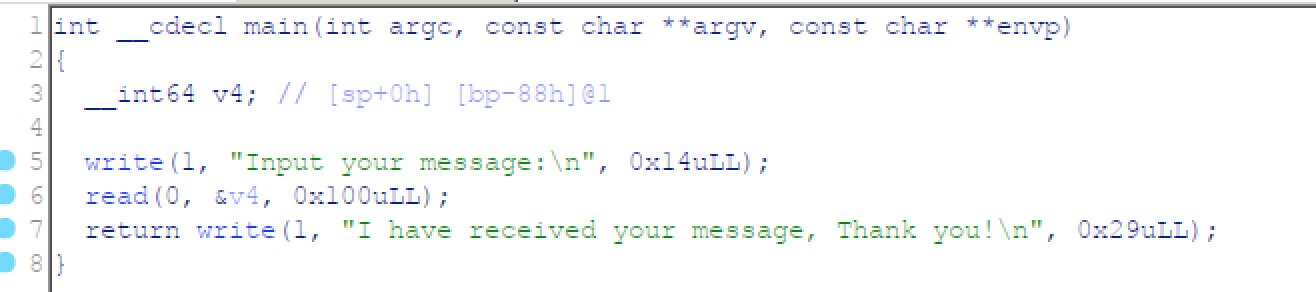 1 int __cdecl main(int argc, const char **argv, const char **envp)
2 {
3 __int64 v4; // [sp+0h] [bp-88h]@1
4
5 write(1, "Input your message:\n", 0x14uLL);
6 read(0, &v4, 0x100uLL);
7 return write(1, "I have received your message, Thank you!\n", 0x29uLL);
8 }